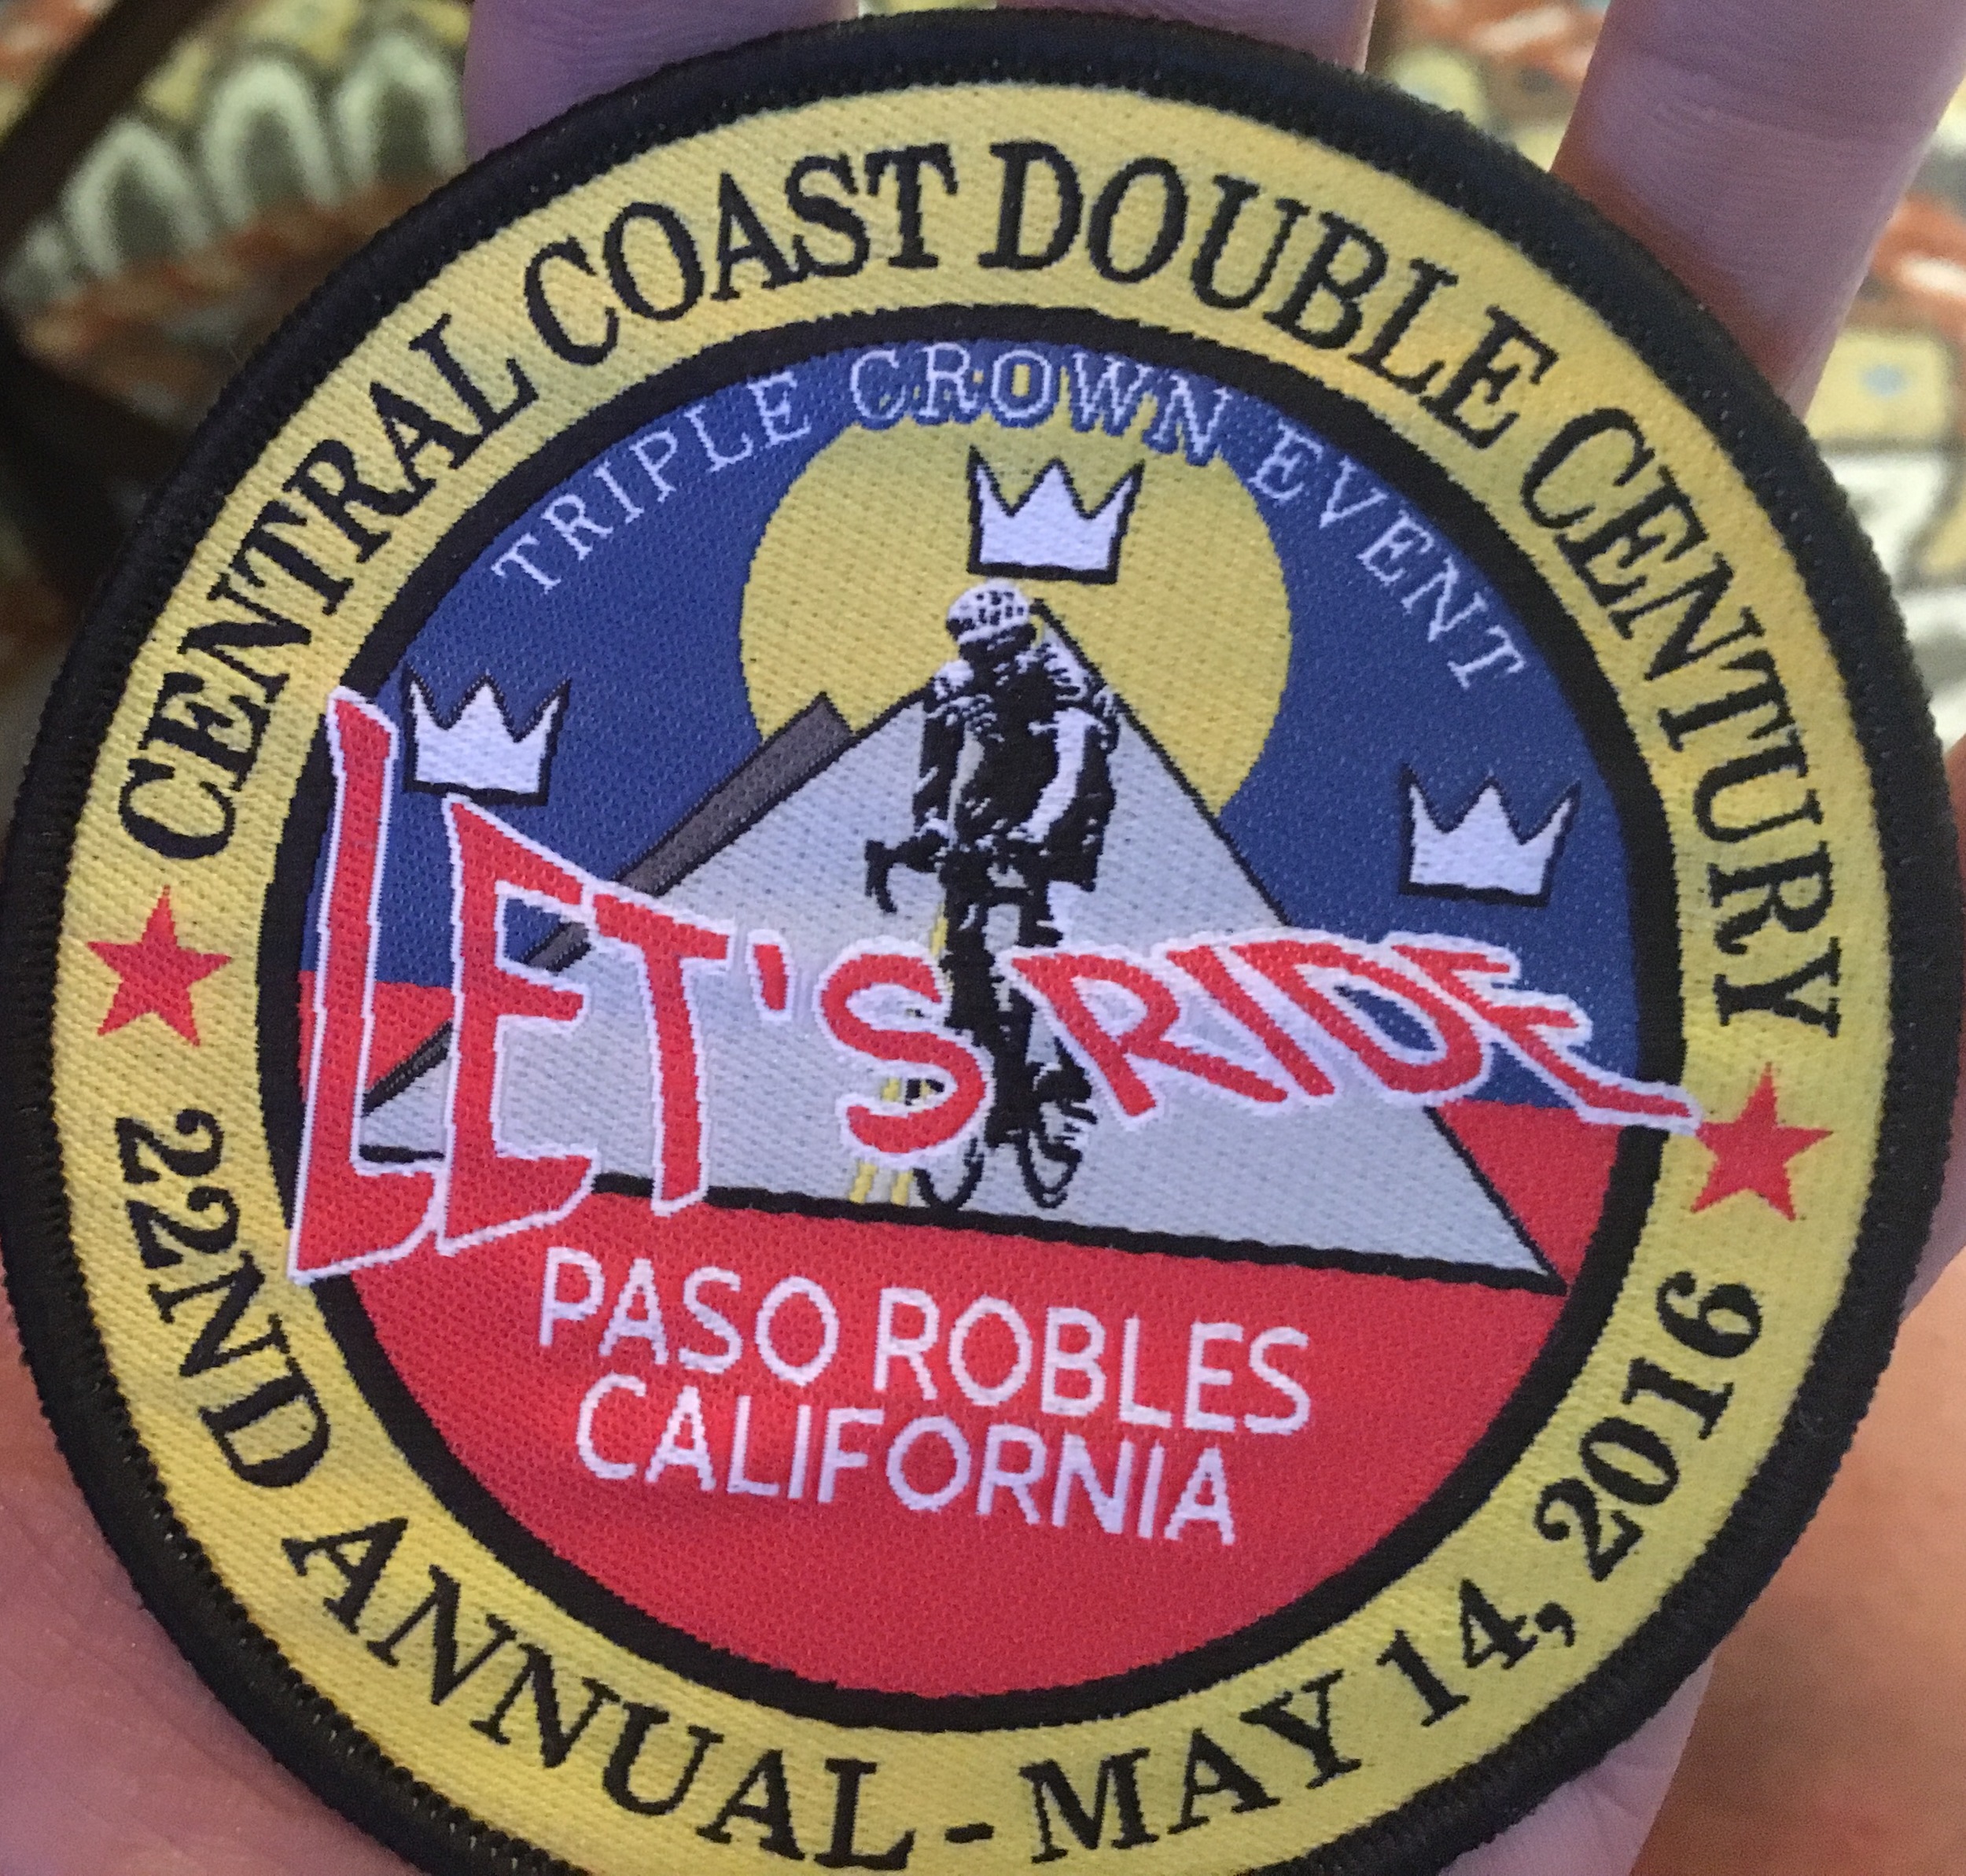 CENTRAL COAST DOUBLE CENTURY
TRIPLE CROWN EVENT
LET'S RIDE
PASO ROBLES
CALIFORNIA
22ND ANNUAL - MAY 14, 2016